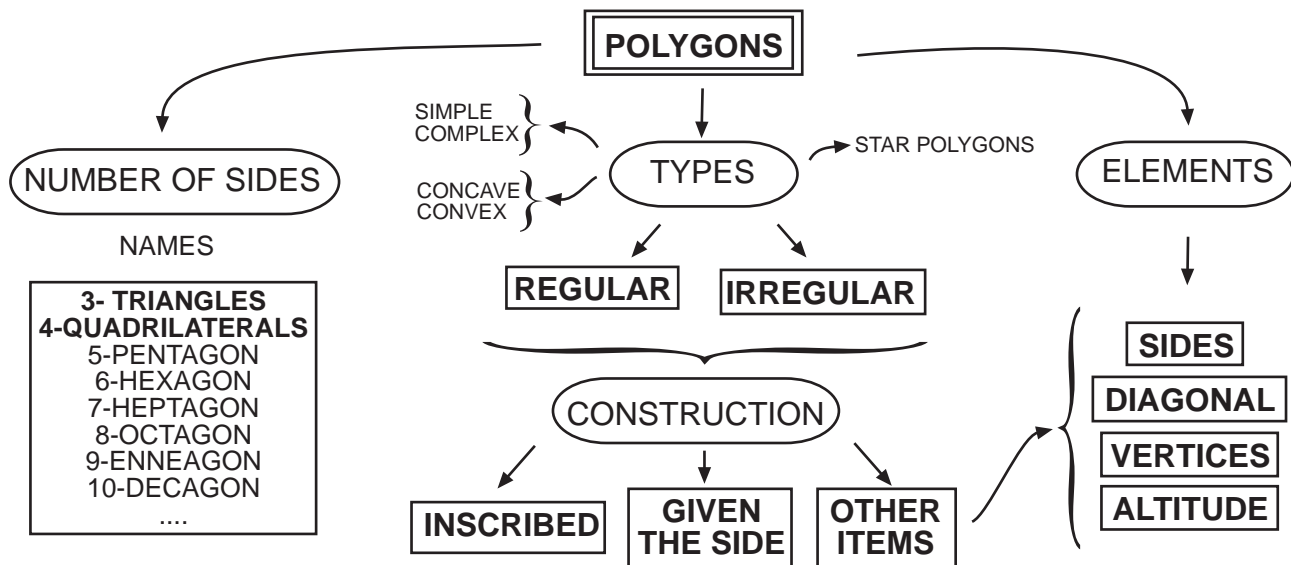 POLYGONS
NUMBER OF SIDES
NAMES
3- TRIANGLES
4-QUADRILATERALS
5-PENTAGON
6-HEXAGON
7-HEPTAGON
8-OCTAGON
9-ENNEAGON
10-DECAGON
....
SIMPLE
COMPLEX
CONCAVE
CONVEX
TYPES
STAR POLYGONS
REGULAR
IRREGULAR
CONSTRUCTION
INSCRIBED
GIVEN
THE SIDE
OTHER
ITEMS
ELEMENTS
SIDES
DIAGONAL
VERTICES
ALTITUDE